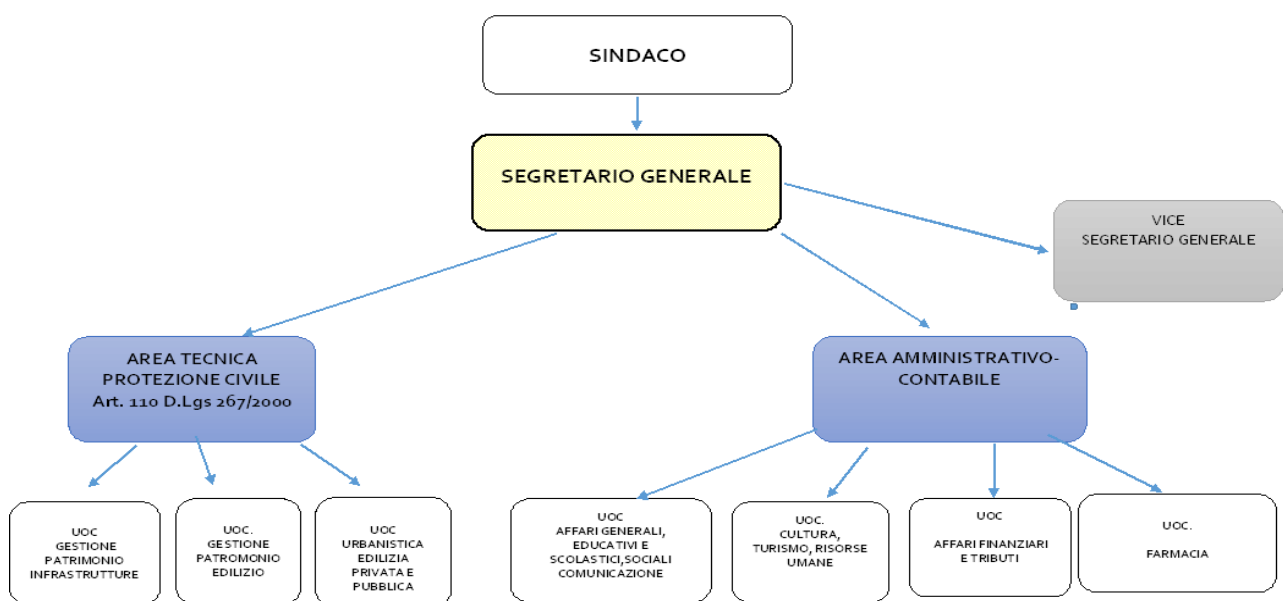 SINDACO
SEGRETARIO GENERALE
VICE
SEGRETARIO GENERALE
AREA TECNICA
PROTEZIONE CIVILE
Art. 110 D.Lgs 267/2000
AREA AMMINISTRATIVO-
CONTABILE
UOC
GESTIONE
PATRIMONIO
INFRASTRUTTURE
UOC.
GESTIONE
PATROMONIO
EDILIZIO
UOC
URBANISTICA
EDILIZIA
PRIVATA E
PUBBLICA
UOC
AFFARI GENERALI,
EDUCATIVI E
SCOLASTICI,SOCIALI
COMUNICAZIONE
UOC.
CULTURA,
TURISMO, RISORSE
UMANE
UOC
AFFARI FINANZIARI
E TRIBUTI
UOC.
FARMACIA